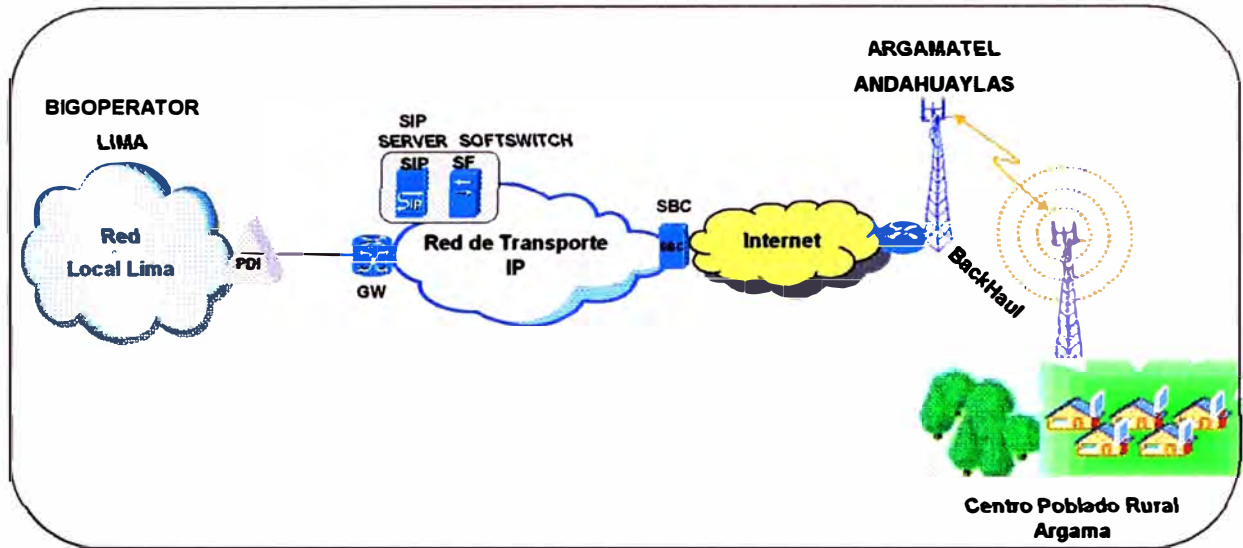 BIGOPERATOR
LIMA
Red
Local Lima
PDI
GW
SIP
SERVER SOFTSWITCH
SIP SF
SIP
Red de Transporte
IP
SBC
SBC
Internet
ARGAMATEL
ANDAHUAYLAS
BackHaul
Centro Poblado Rural
Argama